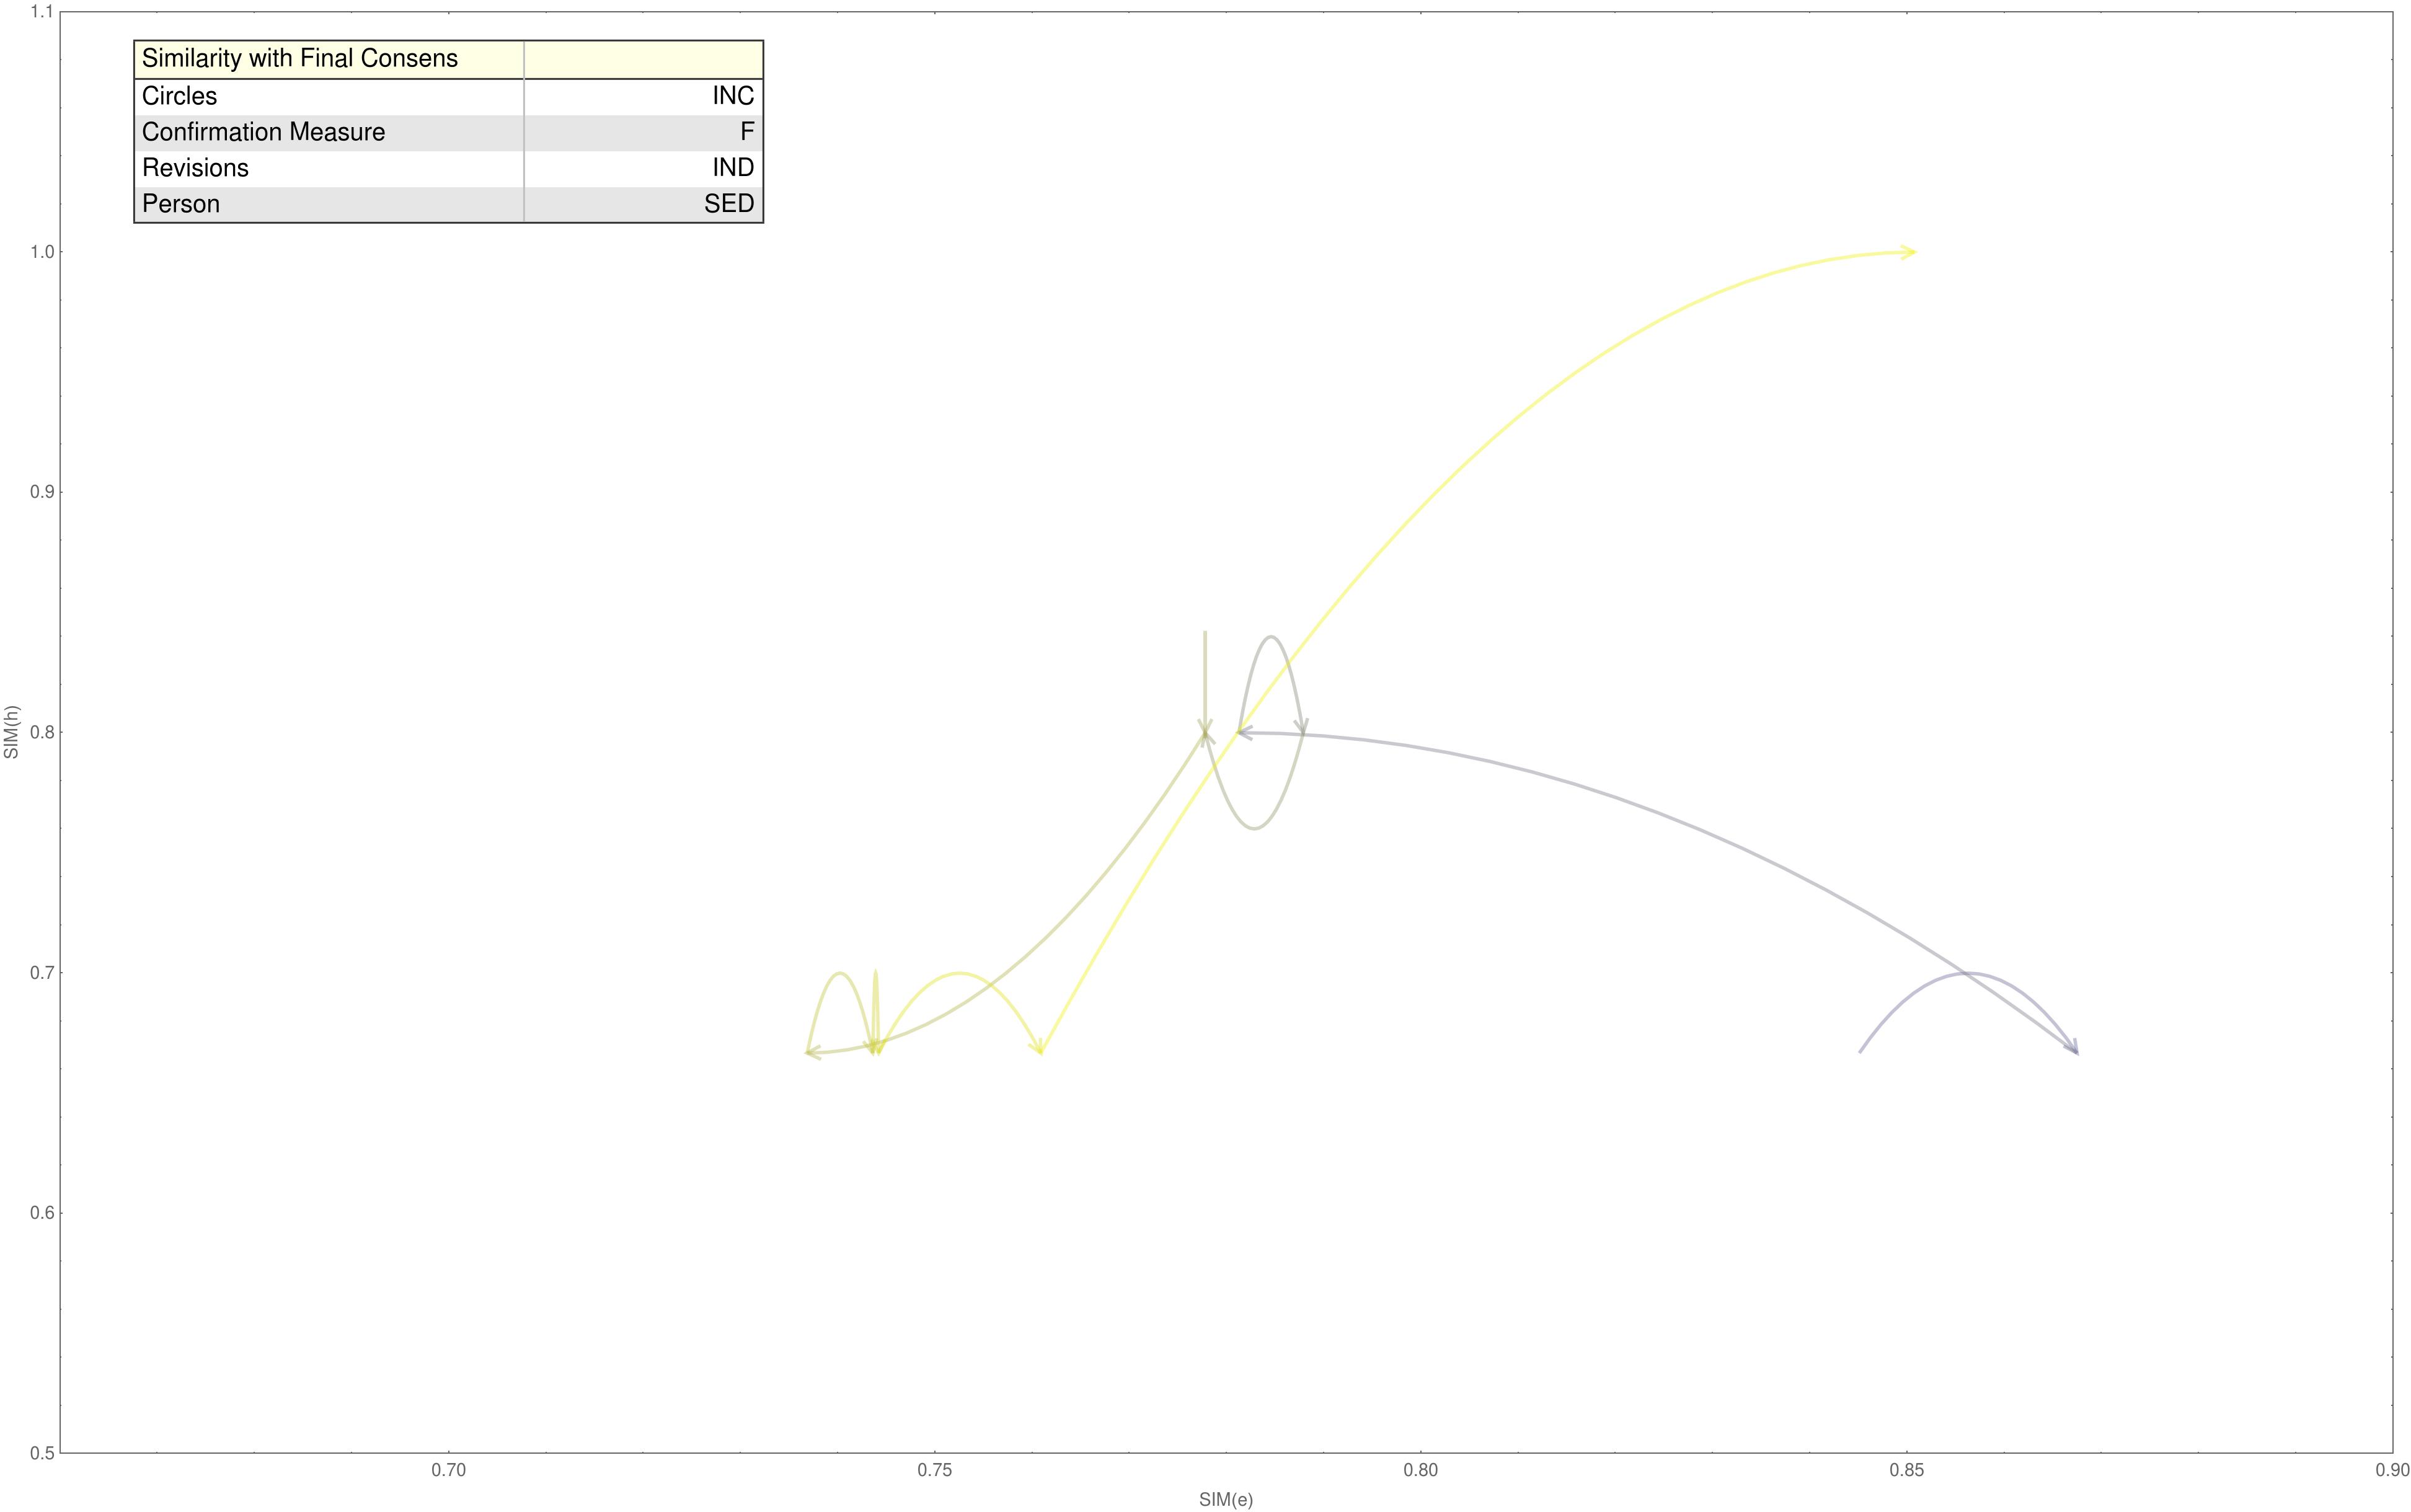 1.1
Similarity with Final Consens
Circles INC
Confirmation Measure F
Revisions IND
Person SED
1.0
0.9
0.8
SIM(h)
0.7
0.6
0.5
0.70 0.75 0.80 0.85 0.90
SIM(e)